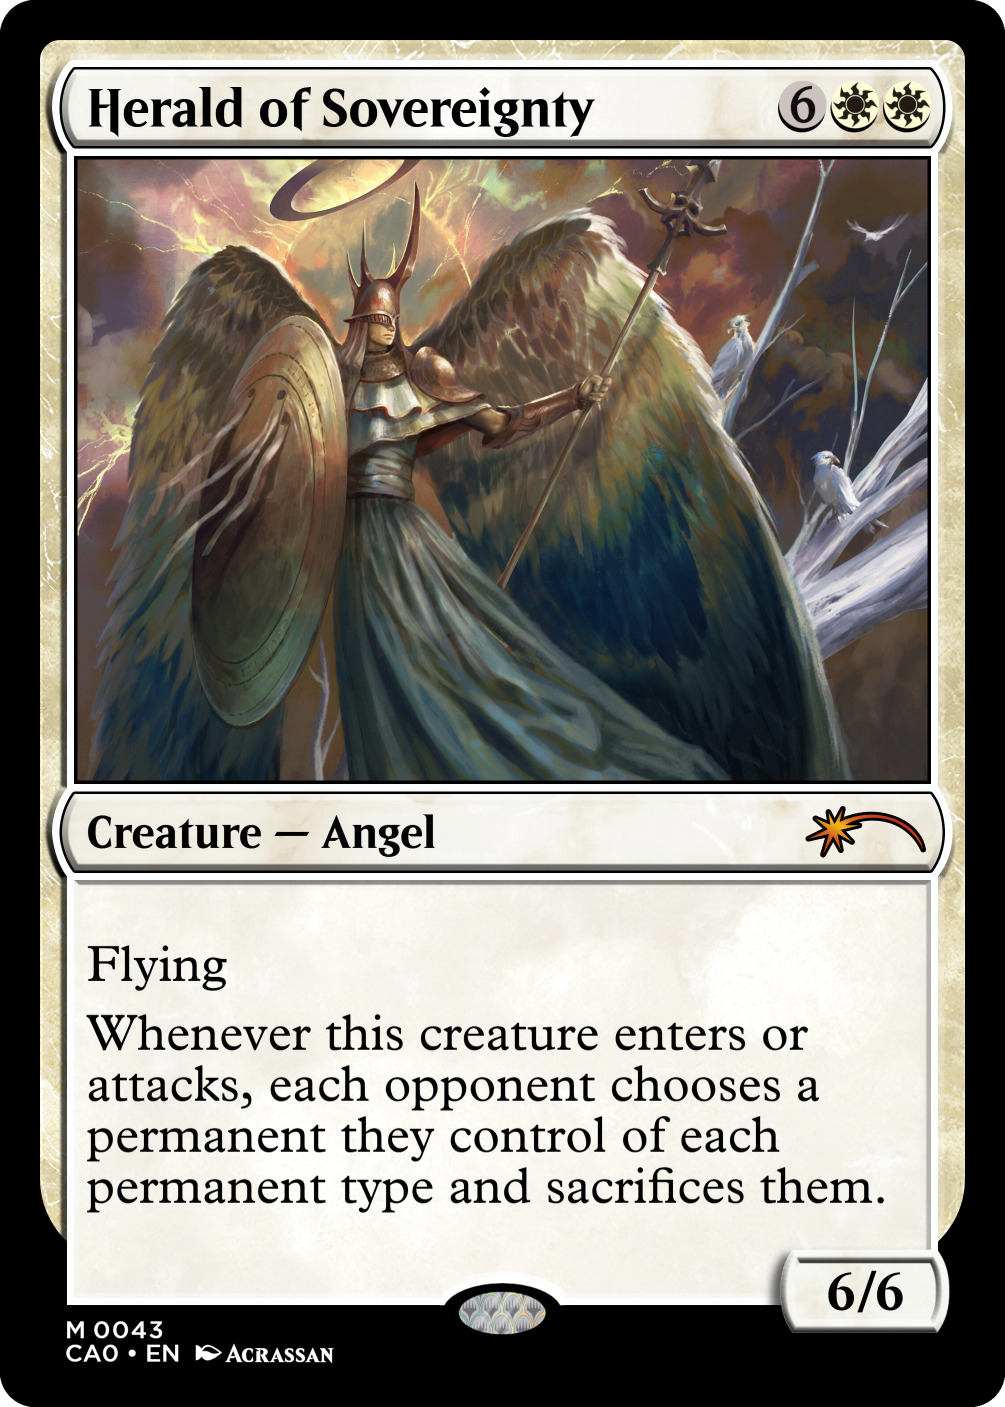 Herald of Sovereignty 6
Creature — Angel
Flying
Whenever this creature enters or
attacks, each opponent chooses a
permanent they control of each
permanent type and sacrifices them.
6/6
M 0043
CAO • EN ACRASSAN